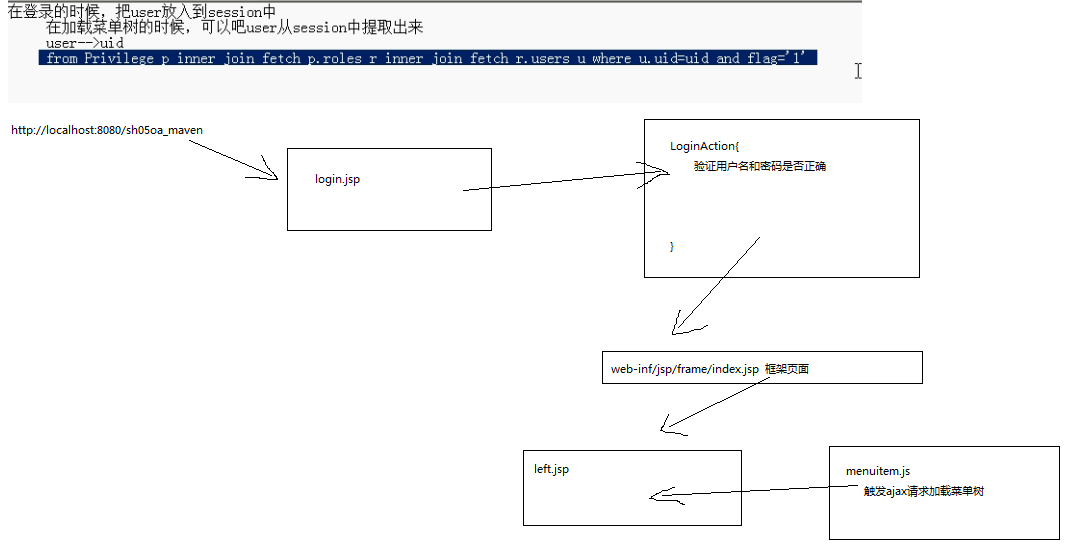 在登录的时候，把user放入到session中
在加载菜单树的时候，可以吧user从session中提取出来
user-->uid
from Privilege p inner join fetch p.roles r inner join fetch r.users u where u.uid=uid and flag='1'
http://localhost:8080/sh05oa_maven
login.jsp
LoginAction{
验证用户名和密码是否正确
}
web-inf/jsp/frame/index.jsp 框架页面
left.jsp
menuitem.js
触发ajax请求加载菜单树